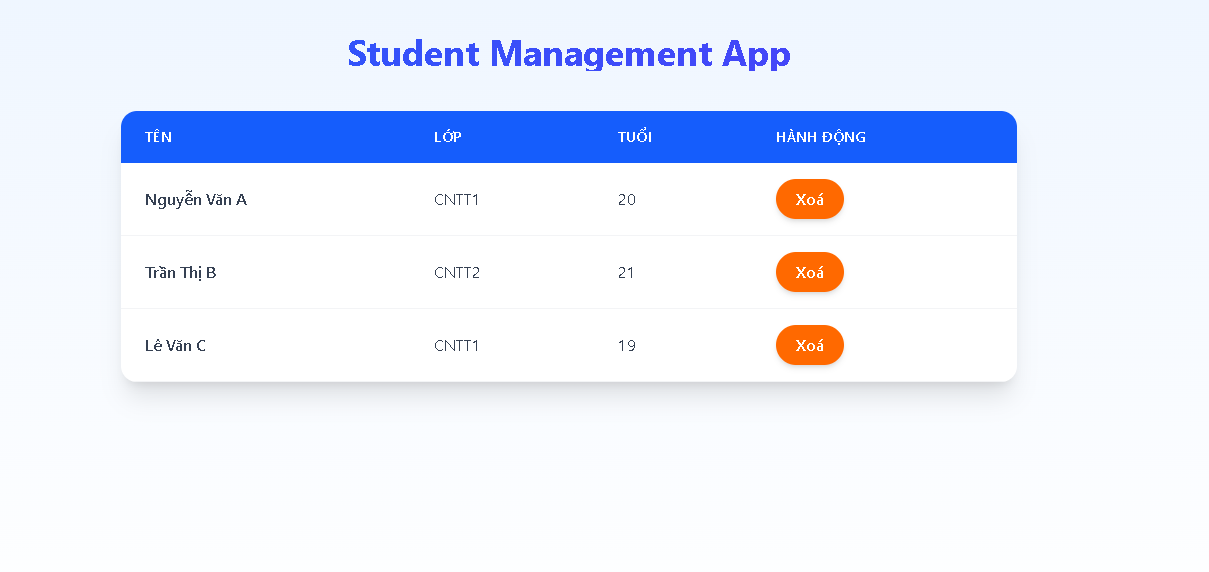 Student Management App
TÊN LỚP TUỔI HÀNH ĐỘNG
Nguyễn Văn A CNTT1 20 Xoá
Trần Thị B CNTT2 21 Xoá
Lê Văn C CNTT1 19 Xoá